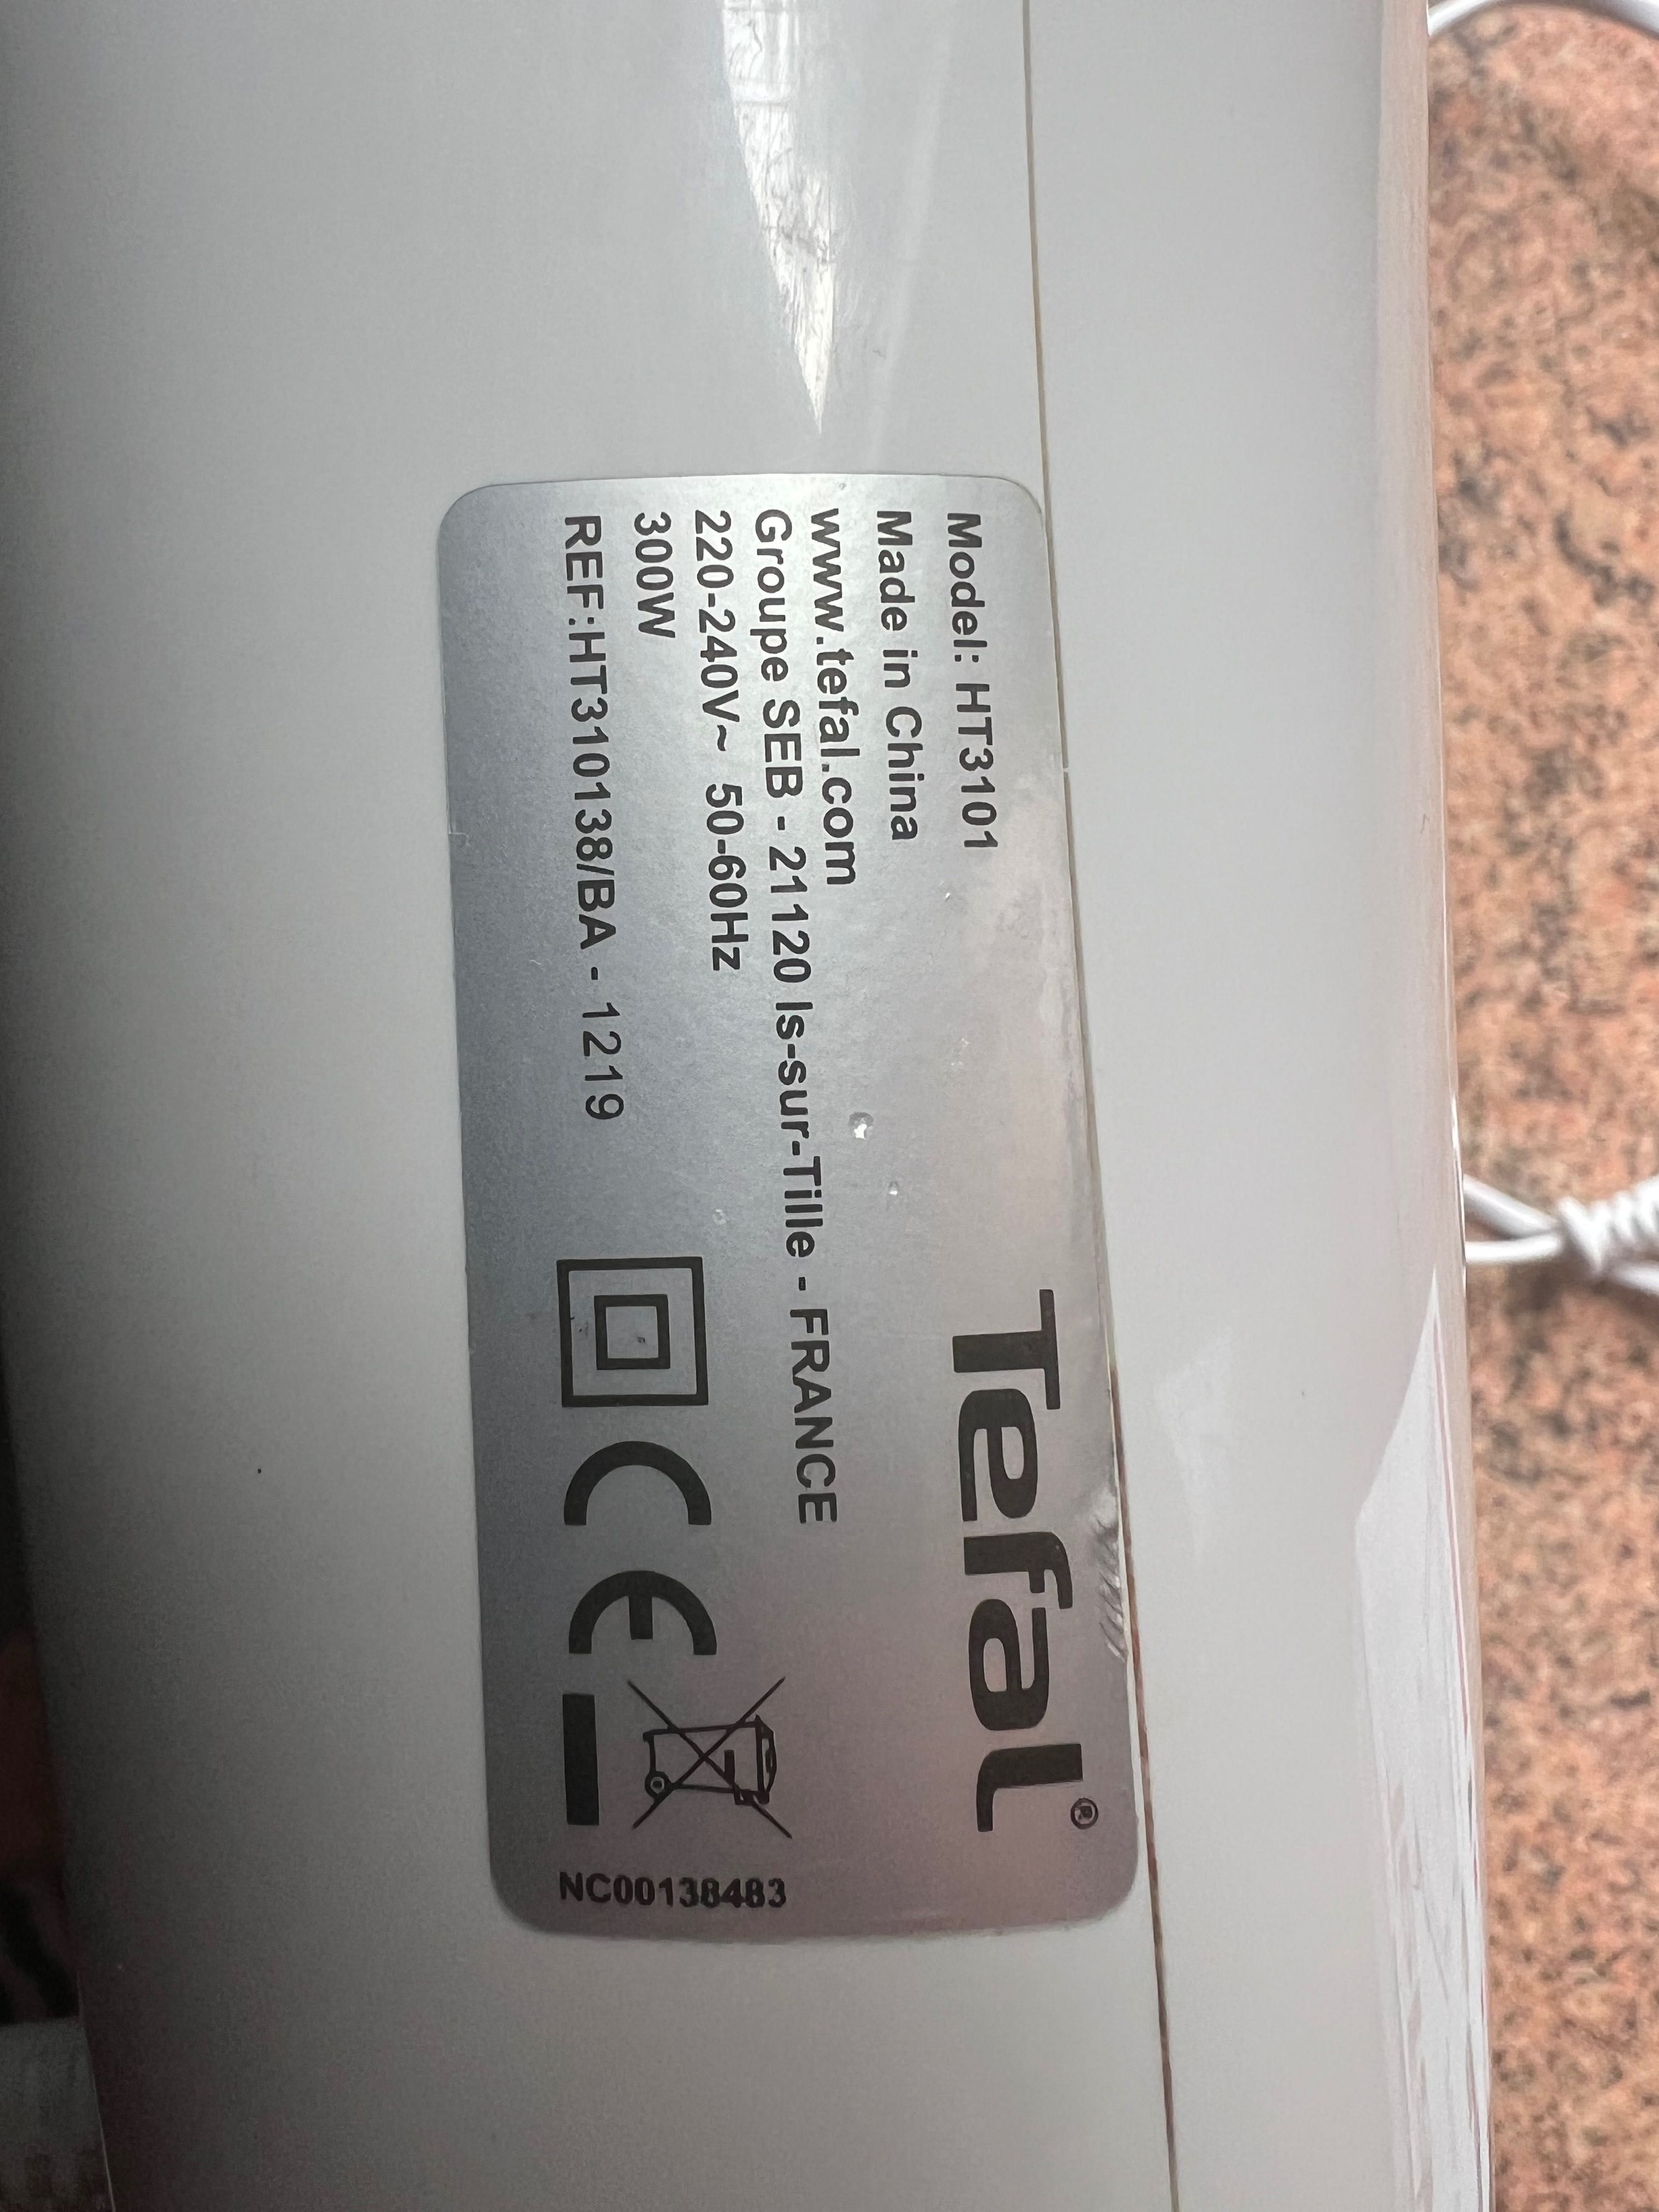 Tefal®
Model: HT3101
Made in China
www.tefal.com
Groupe SEB - 21120 Is-sur-Tille - FRANCE
220-240V~ 50-60Hz
300W
REF:HT310138/BA - 1219
CE
NC00138483